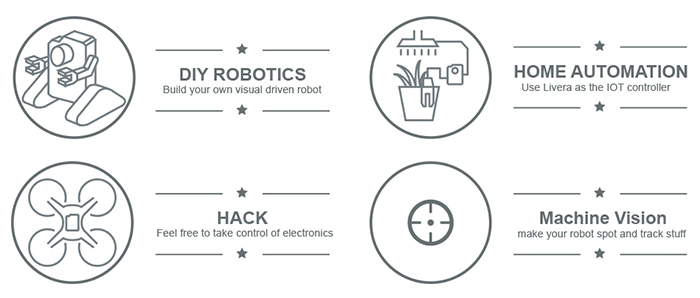 DIY ROBOTICS
Build your own visual driven robot
HOME AUTOMATION
Use Livera as the IOT controller
HACK
Feel free to take control of electronics
Machine Vision
make your robot spot and track stuff